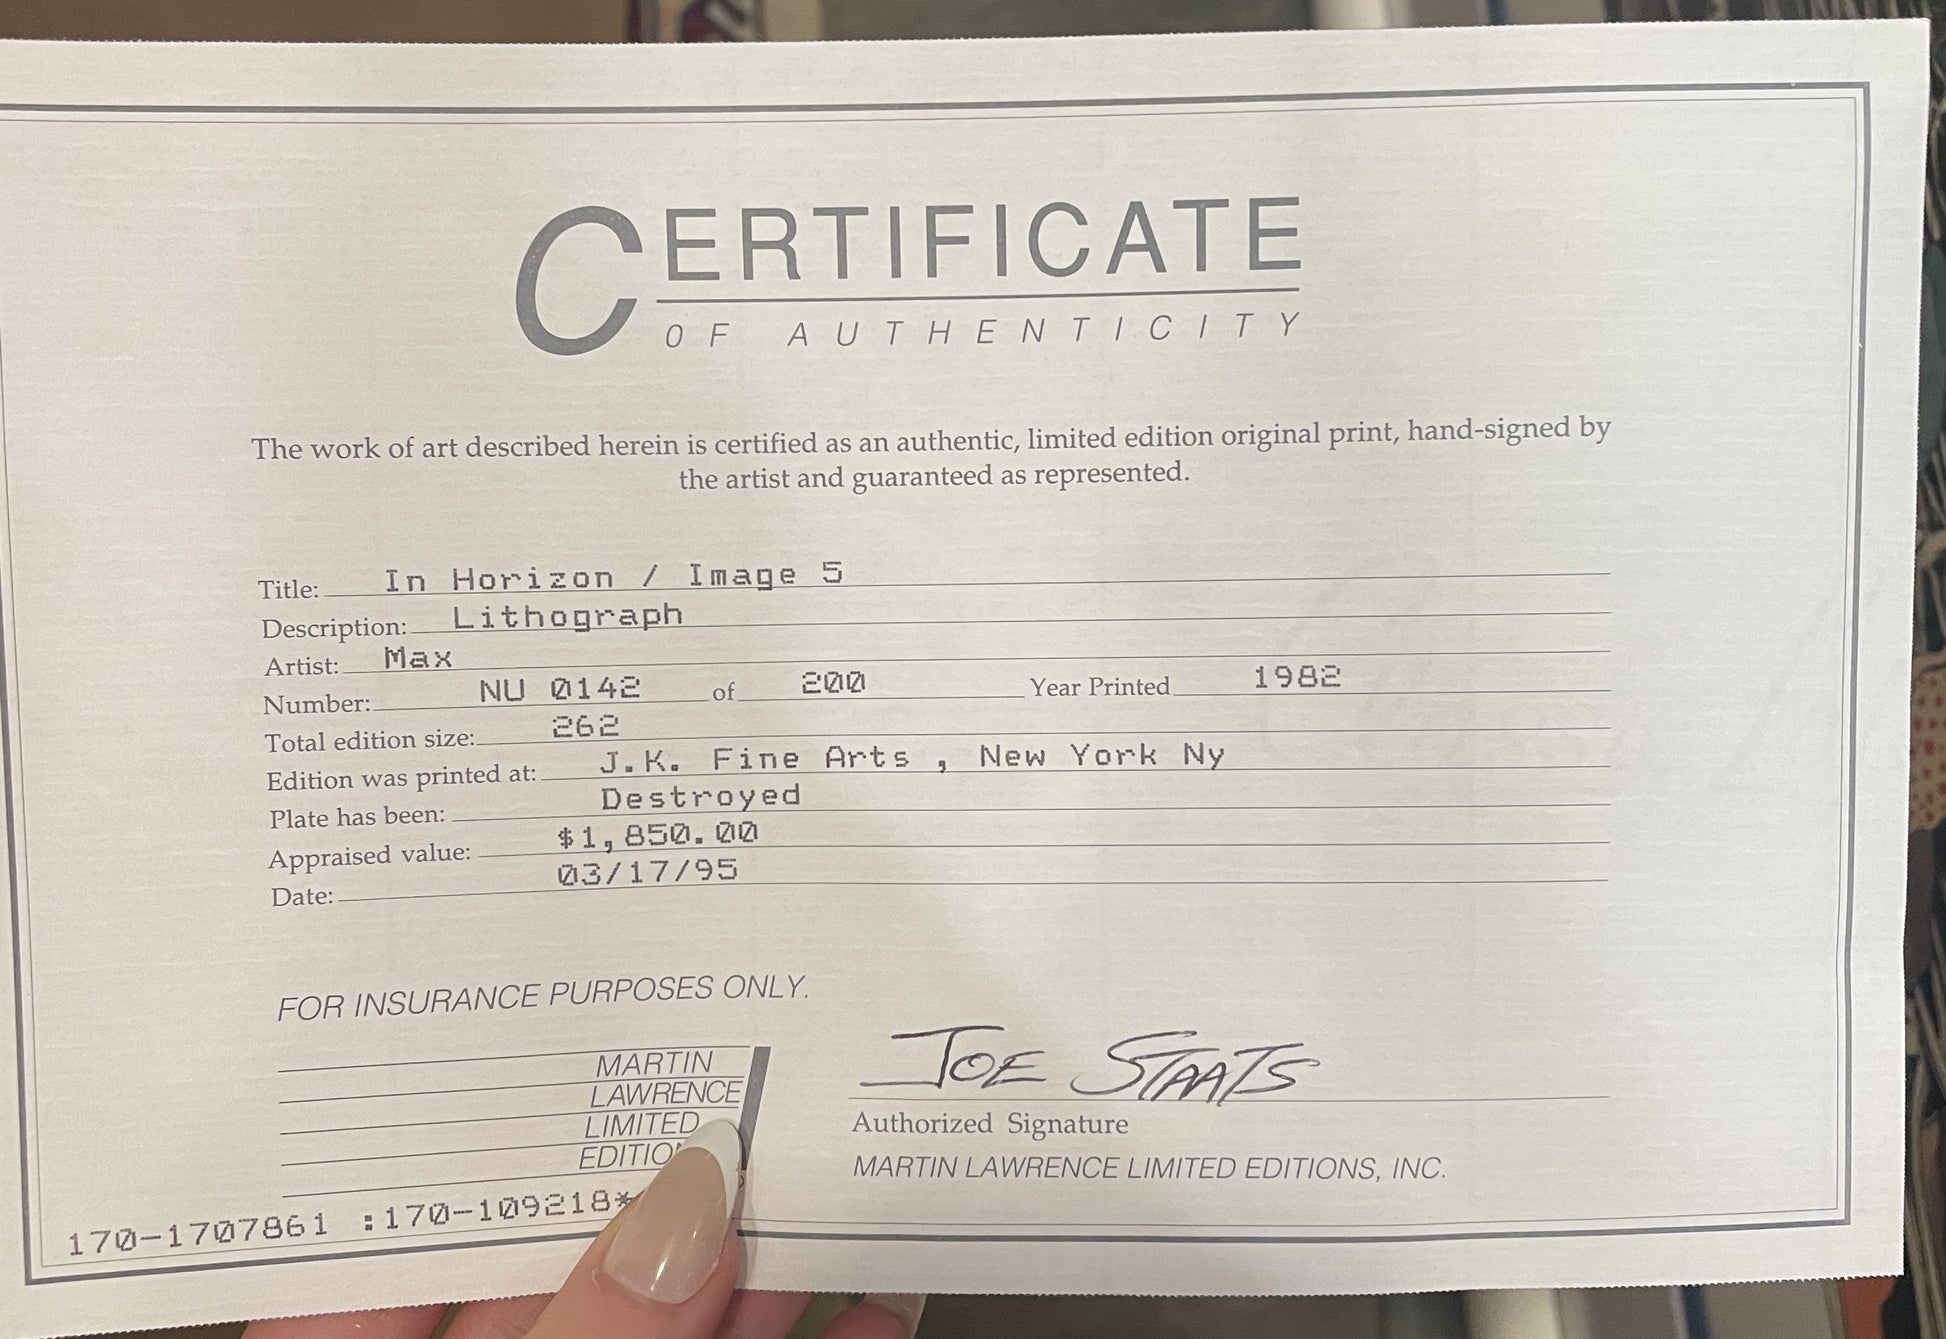 CERTIFICATE
OF AUTHENTICITY
The work of art described herein is certified as an authentic, limited edition original print, hand-signed by
the artist and guaranteed as represented.
Title: In Horizon / Image 5
Description: Lithograph
Artist: Max
Number: NU 0142 of 200 Year Printed 1982
Total edition size: 262
Edition was printed at: J.K. Fine Arts , New York Ny
Plate has been: Destroyed
Appraised value: $1,850.00
Date: 03/17/95
FOR INSURANCE PURPOSES ONLY.
MARTIN
LAWRENCE
LIMITED
EDITIO
JOE STAATS
Authorized Signature
MARTIN LAWRENCE LIMITED EDITIONS, INC.
170-1707861 :170-109218*